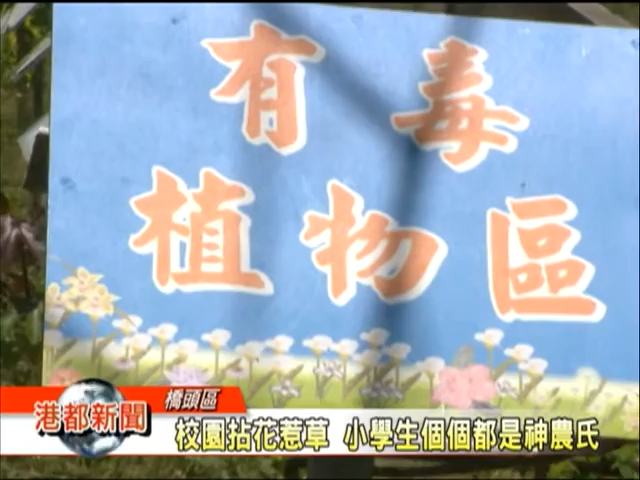 有毒
植物區
橋頭區
港都新聞
校園拈花惹草 小學生個個都是神農氏